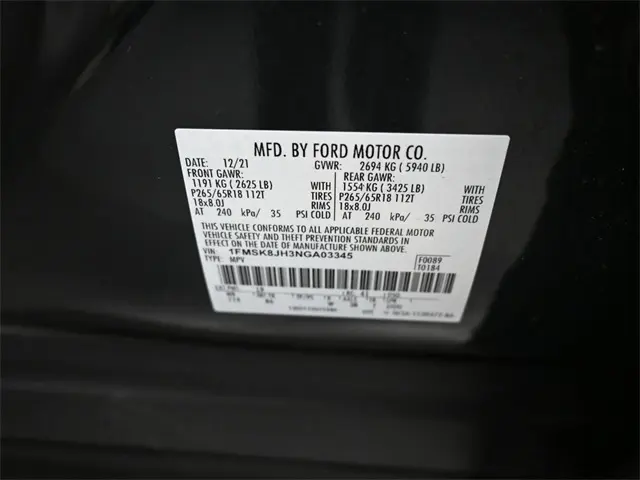 MFD. BY FORD MOTOR CO.
DATE: 12/21 GVWR: 2694 KG ( 5940 LB)
FRONT GAWR: REAR GAWR:
1191 KG ( 2625 LB) 1554 KG ( 3425 LB)
P265/65R18 112T TIRES P265/65R18 112T TIRES
18x8.0J RIMS 18x8.0J RIMS
AT 240 kPa/ 35 PSI COLD AT 240 kPa/ 35 PSI COLD
THIS VEHICLE CONFORMS TO ALL APPLICABLE FEDERAL MOTOR
VEHICLE SAFETY AND THEFT PREVENTION STANDARDS IN EFFECT
ON THE DATE OF MANUFACTURE SHOWN ABOVE.
VIN: 1FMSK8JH3NGA03345 F0089
TYPE: MPV T0184